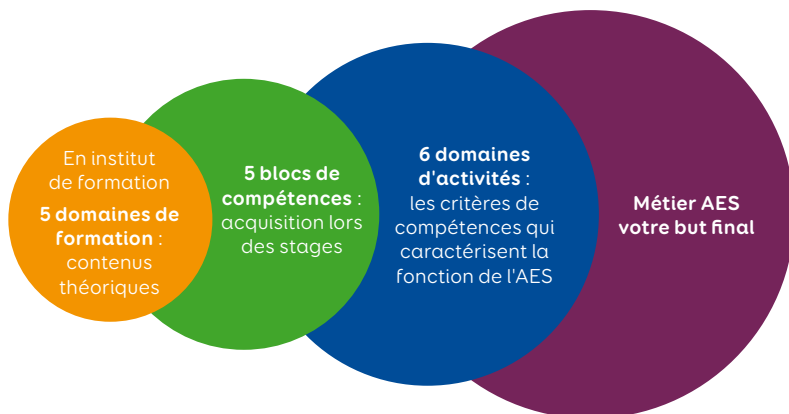 En institut
de formation
5 domaines de
formation :
contenus
théoriques
5 blocs de
compétences :
acquisition lors
des stages
6 domaines
d'activités :
les critères de
compétences qui
caractérisent la
fonction de l'AES
Métier AES
votre but final